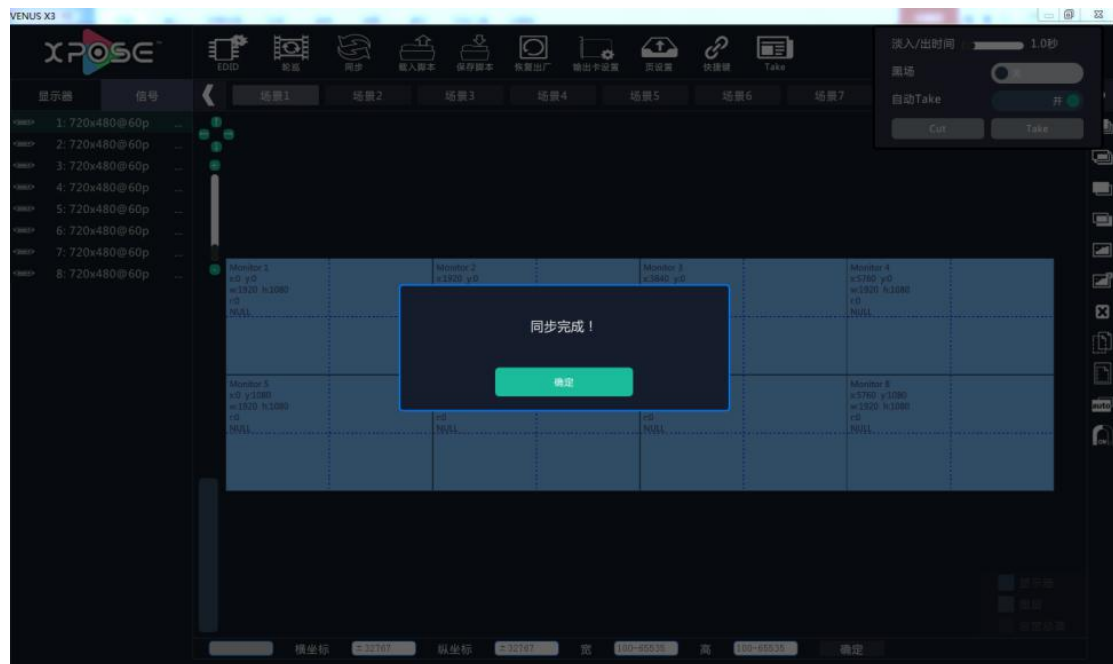 VENUS X3
XPOSE
EDID
轮巡
同步
载入脚本
保存脚本
恢复出厂
输出卡设置
页设置
快捷键
Take
淡入/出时间
1.0秒
黑场
自动Take
开
Cut
Take
显示器
信号
场景1
场景2
场景3
场景4
场景5
场景6
场景7
1: 720x480@60p ...
2: 720x480@60p ...
3: 720x480@60p ...
4: 720x480@60p ...
5: 720x480@60p ...
6: 720x480@60p ...
7: 720x480@60p ...
8: 720x480@60p ...
Monitor 1
x:0 y:0
w:1920 h:1080
r:0
NULL
Monitor 2
x:1920 y:0
Monitor 3
x:3840 y:0
Monitor 4
x:5760 y:0
w:1920 h:1080
r:0
NULL
同步完成！
确定
Monitor 5
x:0 y:1080
w:1920 h:1080
r:0
NULL
r:0
NULL
r:0
NULL
Monitor 8
x:5760 y:1080
w:1920 h:1080
r:0
NULL
auto
ON
显示器
横坐标
±32767
纵坐标
±32767
宽
100~65535
高
100~65535
确定